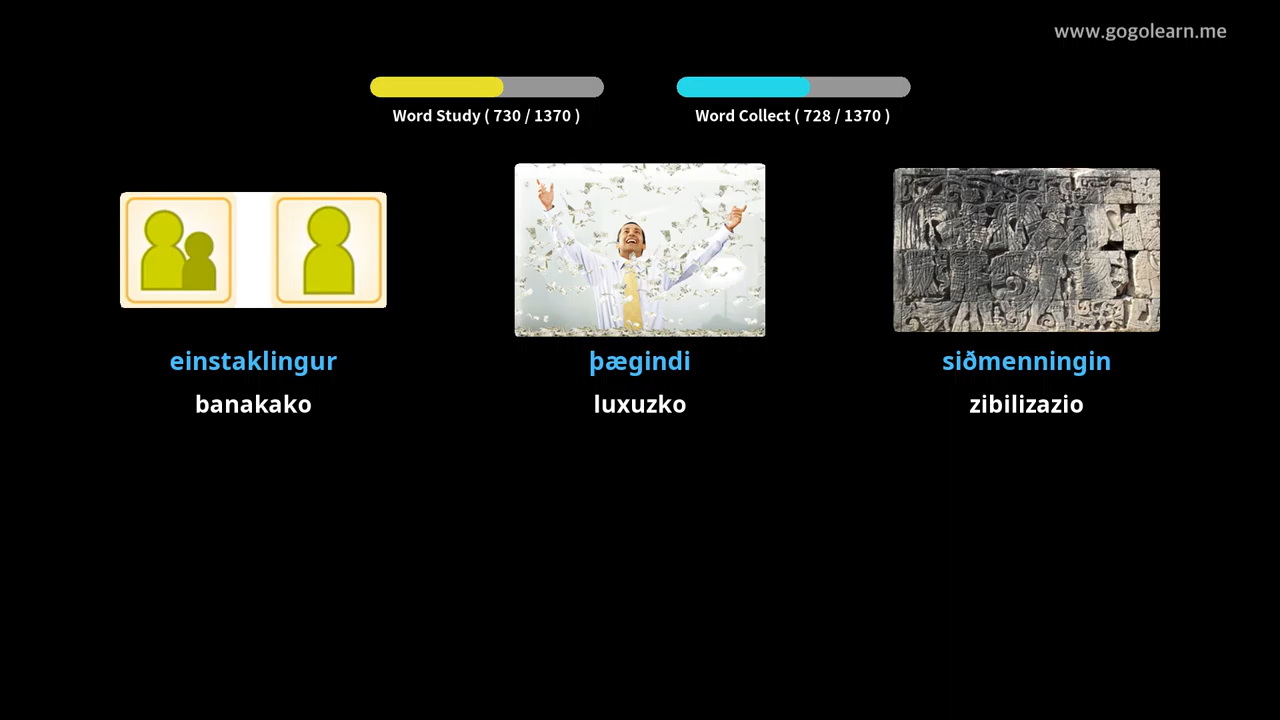 www.gogolearn.me
Word Study ( 730 / 1370 )
Word Collect ( 728 / 1370 )
einstaklingur
banakako
þægindi
luxuzko
siðmenningin
zibilizazio